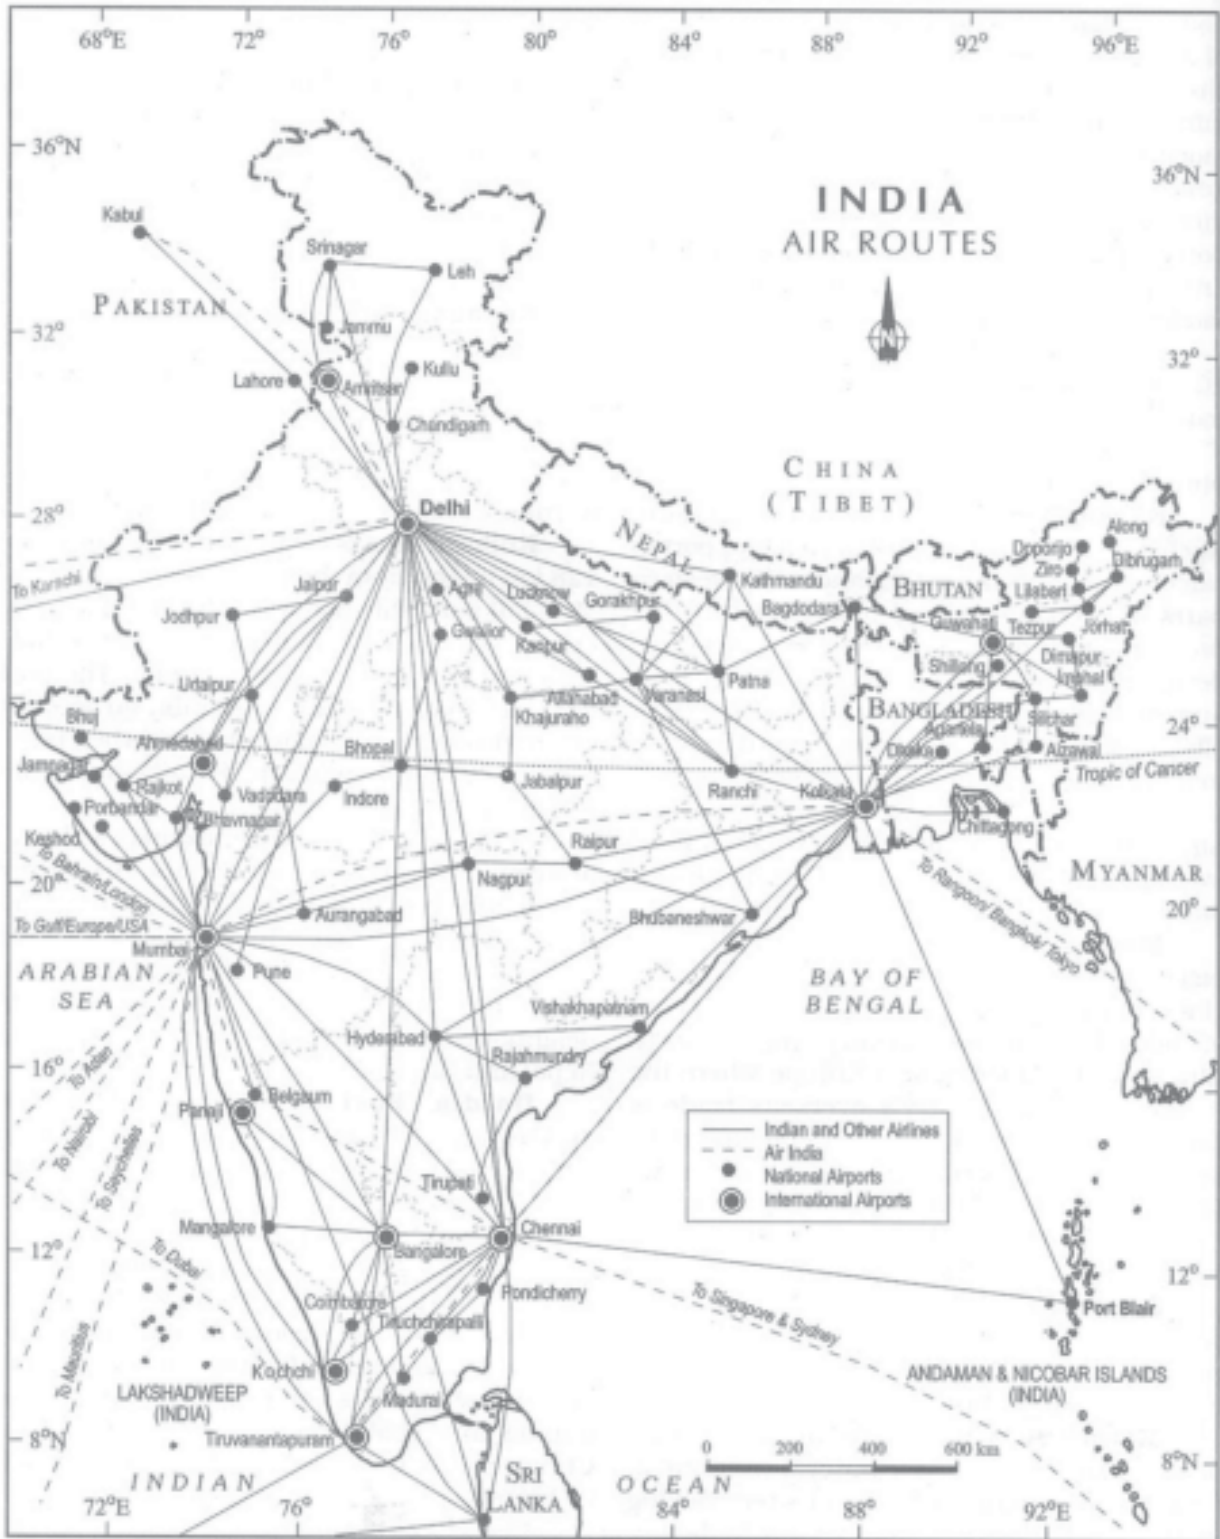 68°E 72° 76° 80° 84° 88° 92° 96°E
36°N
36°N
INDIA
AIR ROUTES
N
Kabul
Srinagar
Leh
PAKISTAN
Jammu
32°
32°
Kullu
Lahore
Amritsar
Chandigarh
CHINA
(TIBET)
28°
Delhi
NEPAL
Along
Doporijo
Dibrugarh
Ziro
To Karachi
Jaipur
Agra
Lucknow
Gorakhpur
Kathmandu
BHUTAN
Lilabari
Bagdodara
Jodhpur
Gwalior
Kanpur
Guwahati
Tezpur
Jorhat
Shillong
Dimapur
Udaipur
Allahabad
Varanasi
Patna
Imphal
Khajuraho
BANGLADESH
Silchar
Bhuj
Ahmedabad
Bhopal
Agartala
24°
24°
Dhaka
Aizawal
Jamnagar
Rajkot
Vadodara
Indore
Jabalpur
Ranchi
Kolkata
Tropic of Cancer
Porbandar
Bhavnagar
Chittagong
Keshod
Raipur
To Bahrain/London
20°
Nagpur
MYANMAR
To Rangoon/ Bangkok/ Tokyo
To Gulf/Europe/USA
Aurangabad
Bhubaneshwar
20°
Mumbai
ARABIAN
SEA
Pune
BAY OF
BENGAL
Vishakhapatnam
Hyderabad
Rajahmundry
16°
16°
To Aden
Belgaum
Panaji
To Nairobi
To Seychelles
Indian and Other Airlines
Air India
National Airports
International Airports
Tirupati
Mangalore
Bangalore
Chennai
12°
12°
To Dubai
Pondicherry
To Singapore & Sydney
Port Blair
Coimbatore
Tiruchchirapalli
To Mauritius
Kochchi
LAKSHADWEEP
(INDIA)
Madurai
ANDAMAN & NICOBAR ISLANDS
(INDIA)
Tiruvanantapuram
8°N
8°N
0 200 400 600 km
INDIAN OCEAN
SRI
LANKA
72°E 76° 84° 88° 92°E